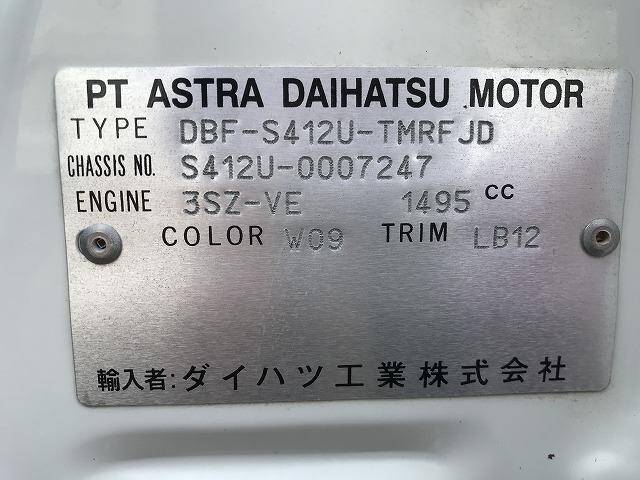 PT ASTRA DAIHATSU MOTOR
TYPE DBF-S412U-TMRFJD
CHASSIS NO. S412U-0007247
ENGINE 3SZ-VE 1495 CC
COLOR W09 TRIM LB12
輸入者: ダイハツ工業株式会社